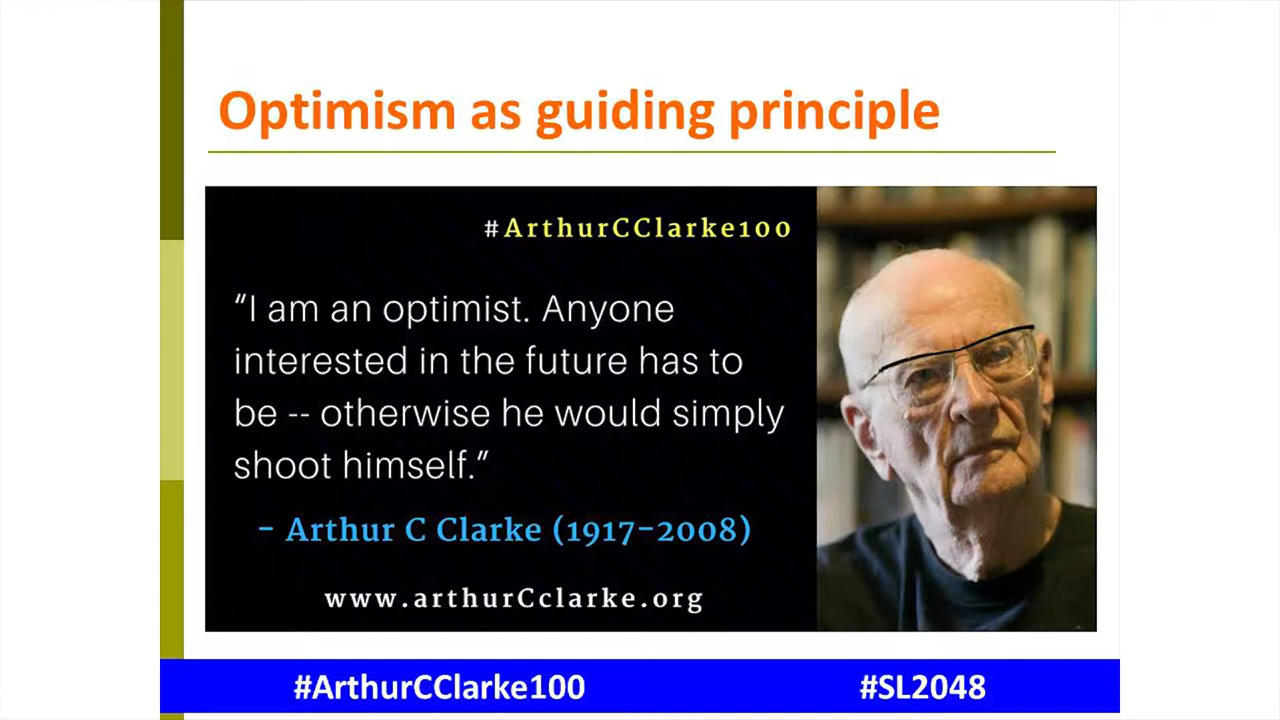 Optimism as guiding principle
#ArthurCClarke100
“I am an optimist. Anyone
interested in the future has to
be -- otherwise he would simply
shoot himself.”
- Arthur C Clarke (1917-2008)
www.arthurCclarke.org
#ArthurCClarke100 #SL2048